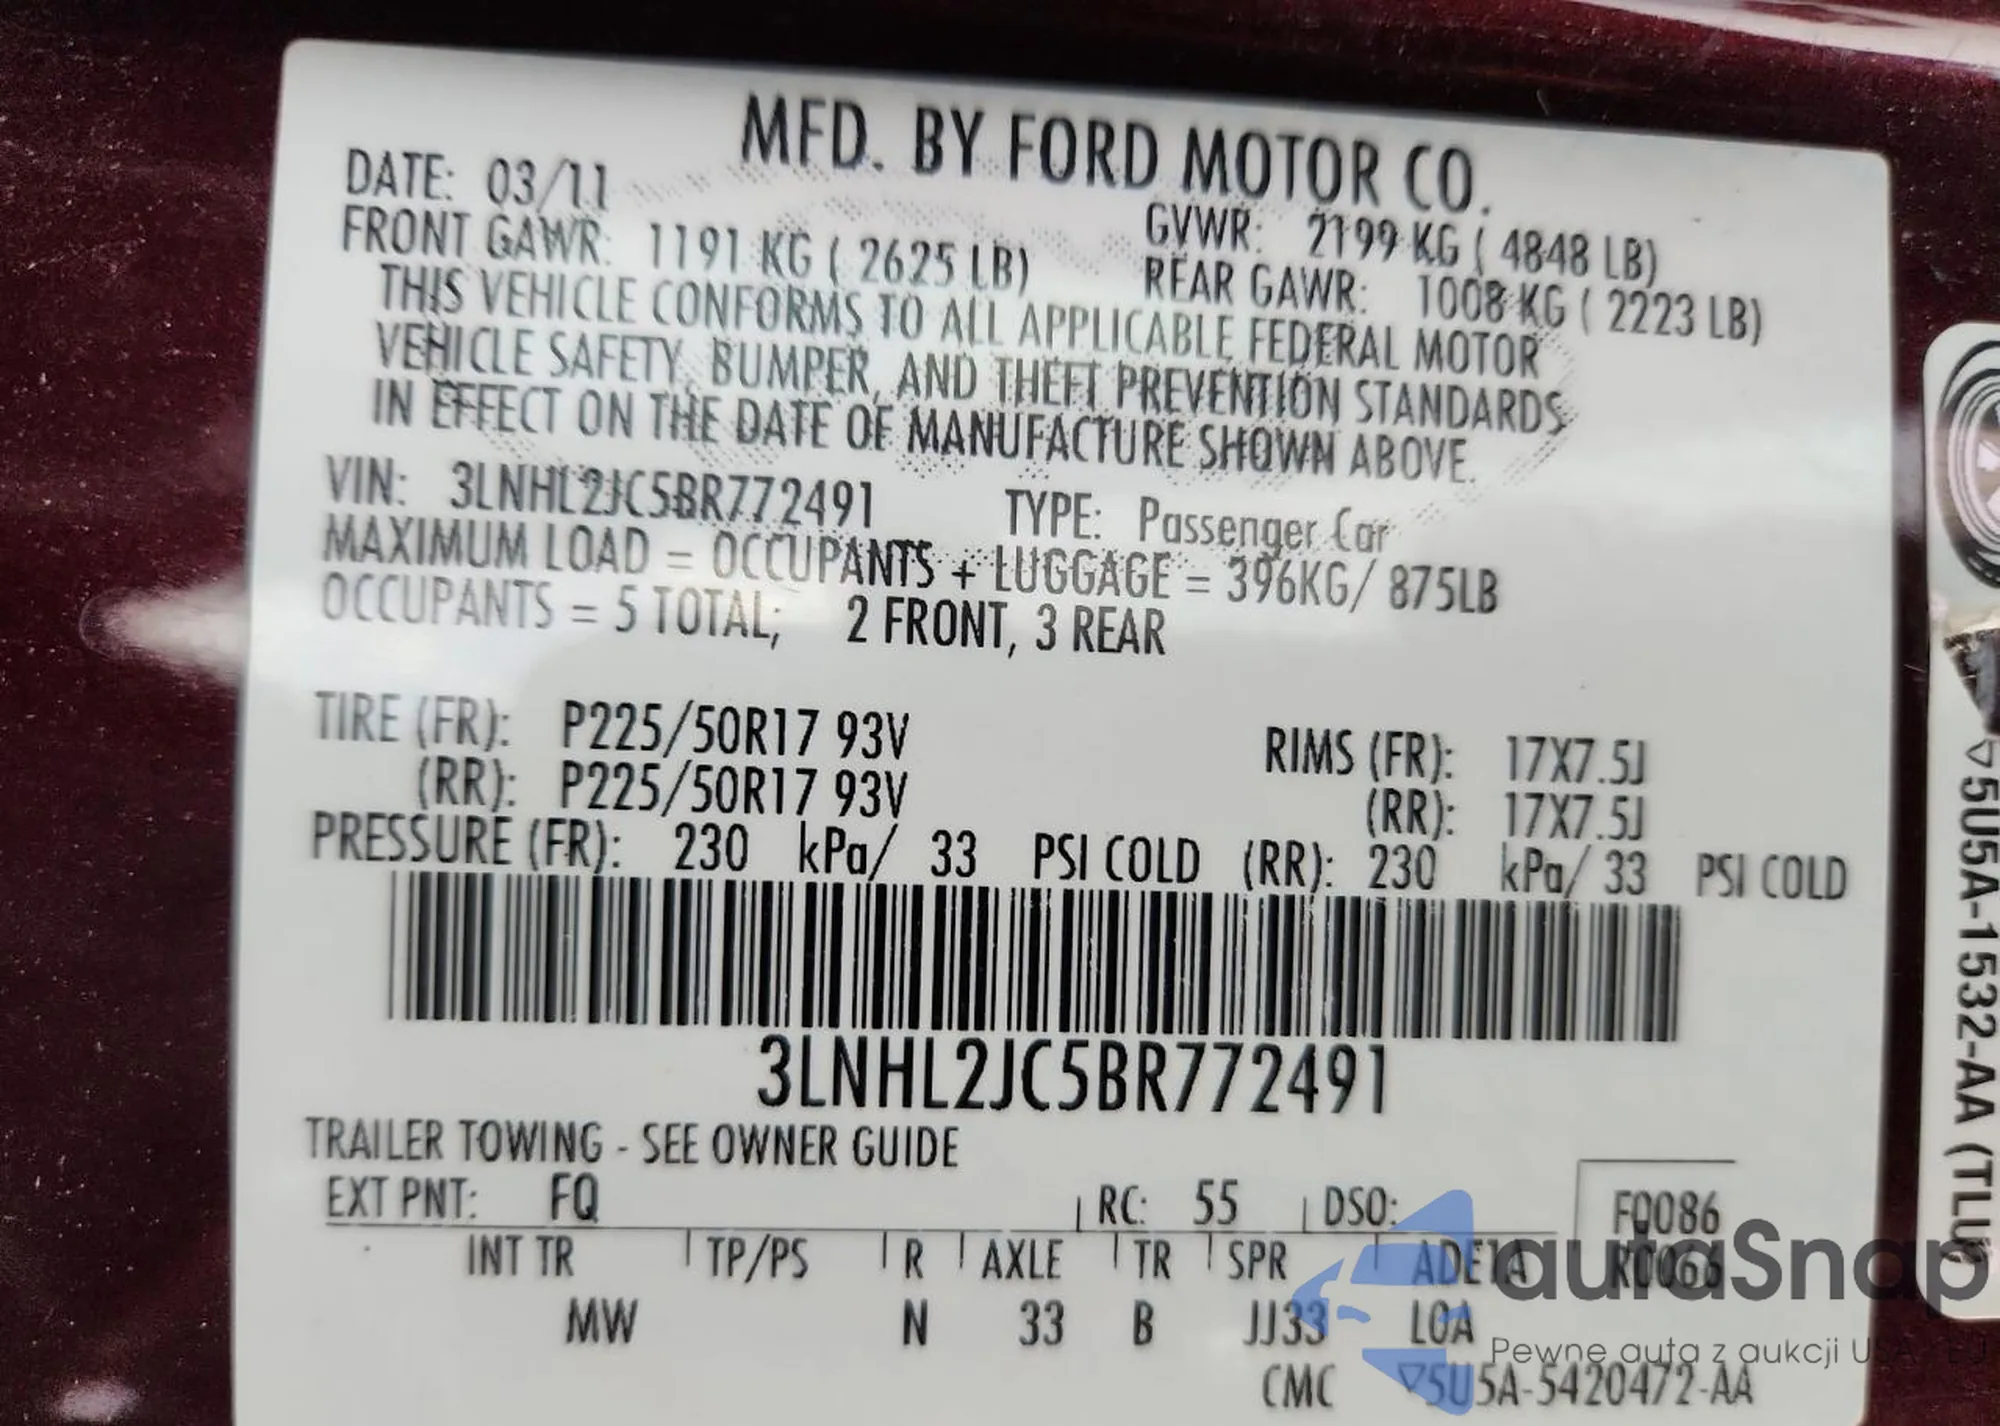 MFD. BY FORD MOTOR CO.
DATE: 03/11
GVWR: 2199 KG ( 4848 LB)
FRONT GAWR: 1191 KG ( 2625 LB)
REAR GAWR: 1008 KG ( 2223 LB)
THIS VEHICLE CONFORMS TO ALL APPLICABLE FEDERAL MOTOR
VEHICLE SAFETY, BUMPER, AND THEFT PREVENTION STANDARDS
IN EFFECT ON THE DATE OF MANUFACTURE SHOWN ABOVE.
VIN: 3LNHL2JC5BR772491 TYPE: Passenger Car
MAXIMUM LOAD = OCCUPANTS + LUGGAGE = 396KG/ 875LB
OCCUPANTS = 5 TOTAL; 2 FRONT, 3 REAR
TIRE (FR): P225/50R17 93V RIMS (FR): 17X7.5J
(RR): P225/50R17 93V (RR): 17X7.5J
PRESSURE (FR): 230 kPa/ 33 PSI COLD (RR): 230 kPa/ 33 PSI COLD
3LNHL2JC5BR772491
TRAILER TOWING - SEE OWNER GUIDE
EXT PNT: FQ RC: 55 DSO: F0086
INT TR TP/PS R AXLE TR SPR R0066
MW N 33 B JJ33
CMC ▽5U5A-5420472-AA
▽5U5A-1532-AA (TLU)
autaSnap
Pewne auta z aukcji